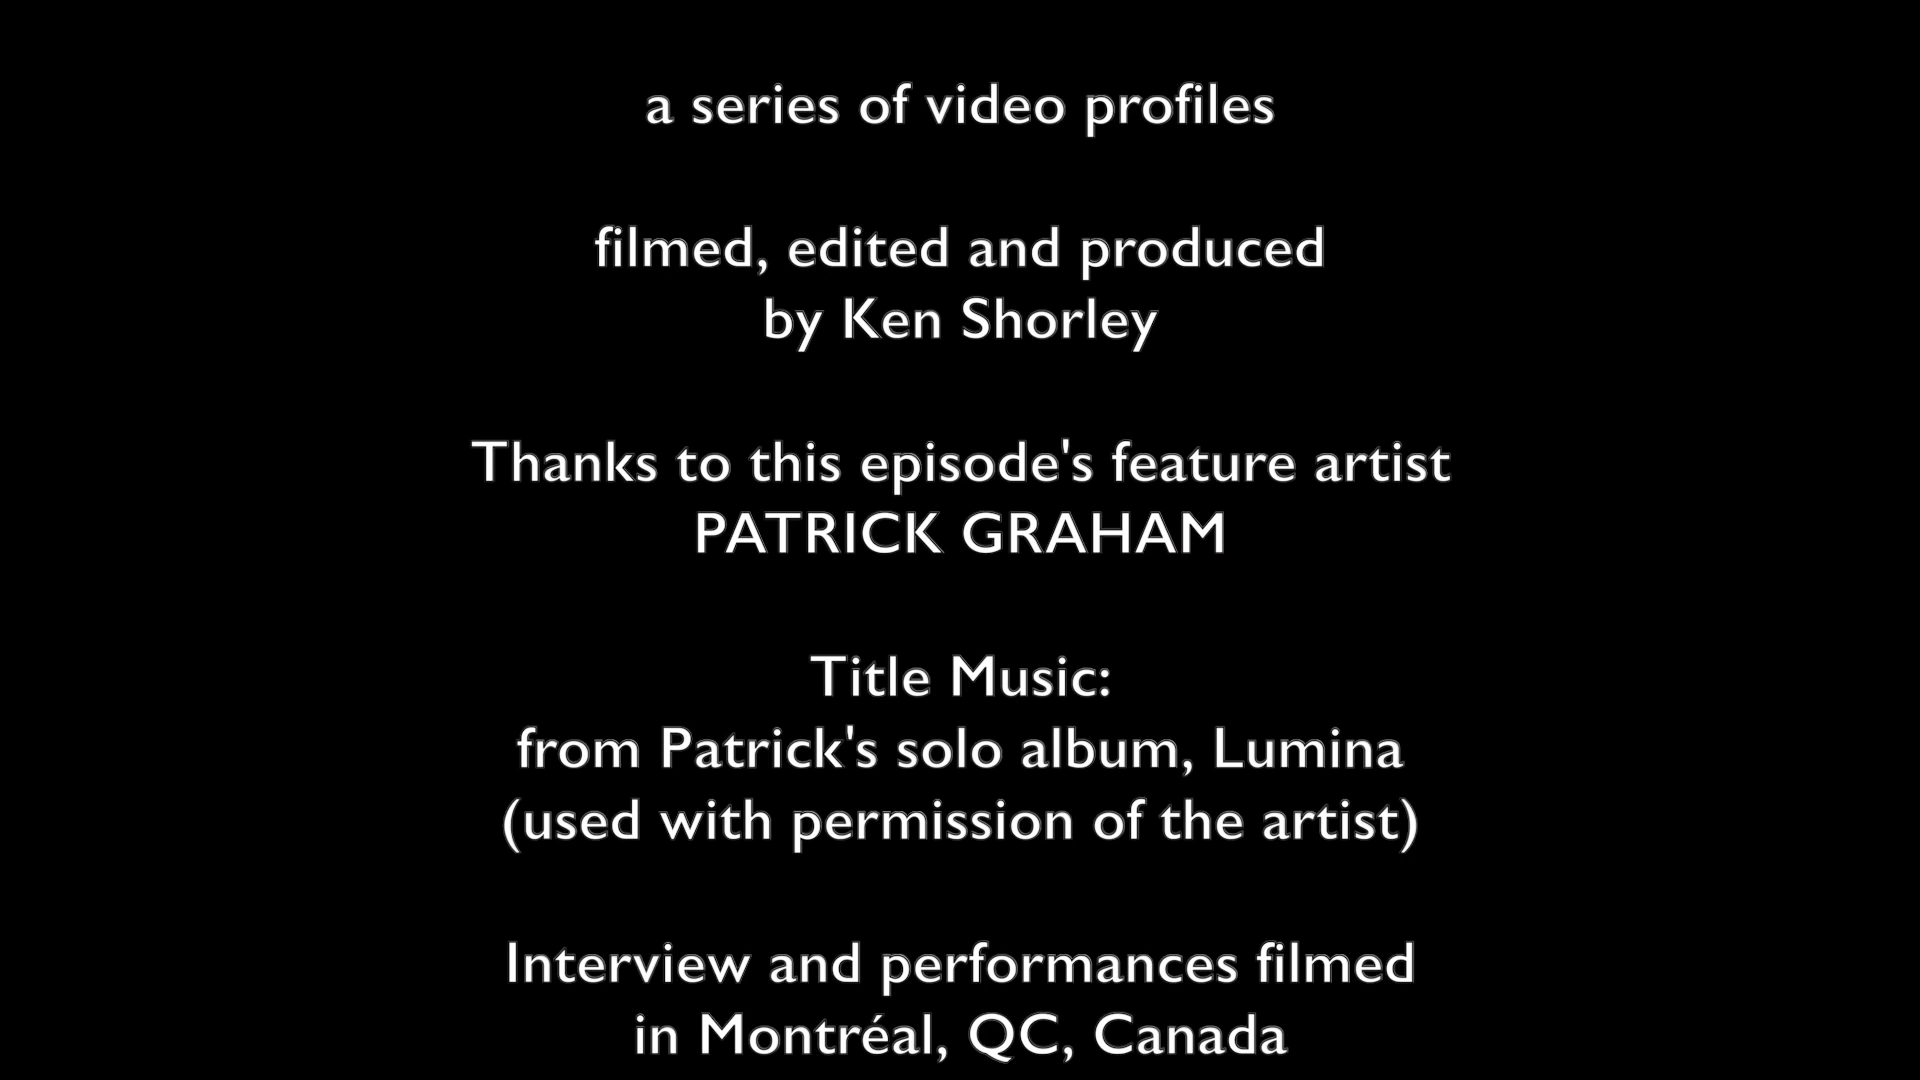 a series of video profiles
filmed, edited and produced
by Ken Shorley
Thanks to this episode's feature artist
PATRICK GRAHAM
Title Music:
from Patrick's solo album, Lumina
(used with permission of the artist)
Interview and performances filmed
in Montréal, QC, Canada